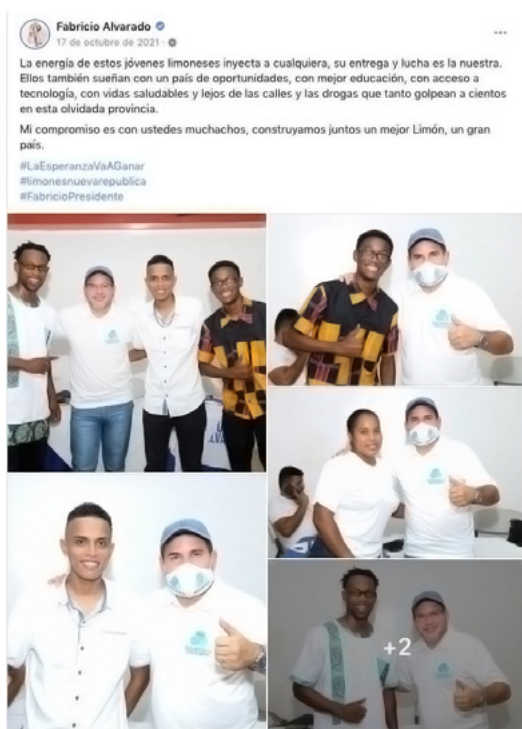 Fabricio Alvarado
17 de octubre de 2021 ·
La energía de estos jóvenes limoneses inyecta a cualquiera, su entrega y lucha es la nuestra.
Ellos también sueñan con un país de oportunidades, con mejor educación, con acceso a
tecnología, con vidas saludables y lejos de las calles y las drogas que tanto golpean a cientos
en esta olvidada provincia.
Mi compromiso es con ustedes muchachos, construyamos juntos un mejor Limón, un gran
país.
#LaEsperanzaVaAGanar
#limonesnuevarepublica
#FabricioPresidente
+2